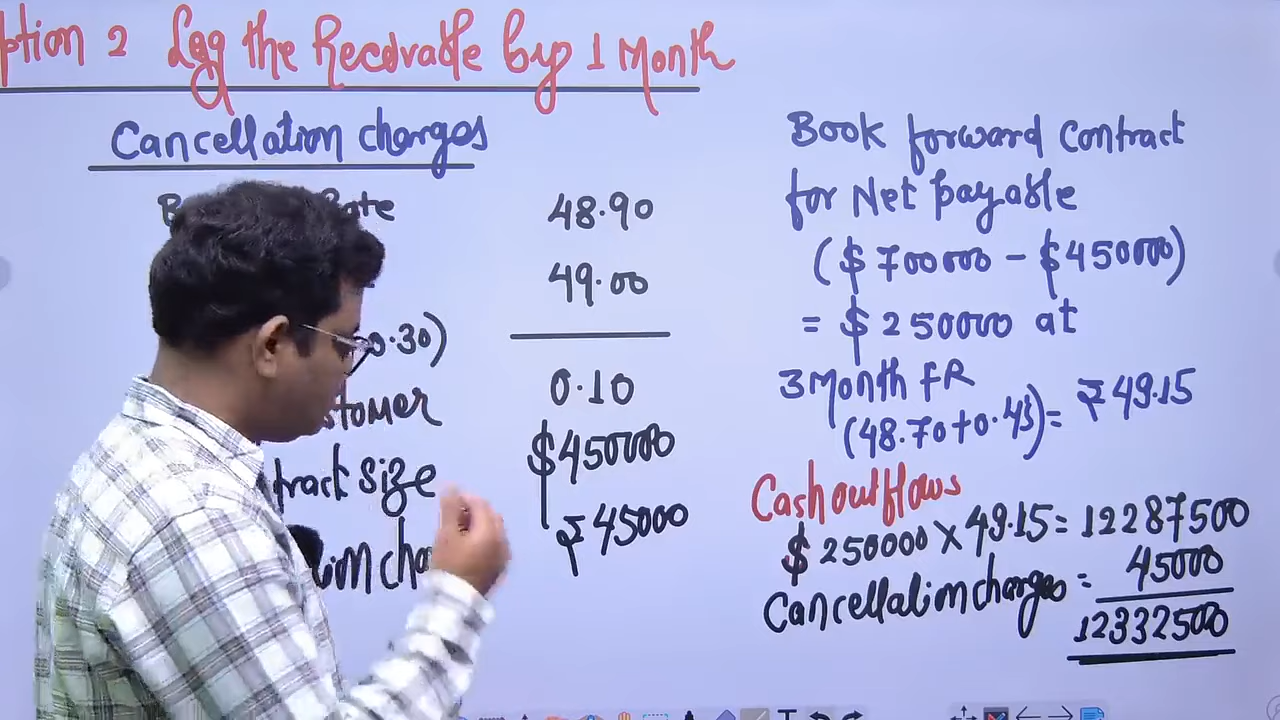 ption 2 Lag the Receivable by 1 Month
Cancellation charges
Rate 48.90
49.00
0.30)
0.10
stomer
$450000
tract size
₹45000
Book forward Contract
for Net payable
($700000 - $450000)
= $250000 at
3 Month FR
(48.70+0.45) = ₹49.15
Cash outflows
$250000 × 49.15 = 12287500
Cancellation charges = 45000
12332500